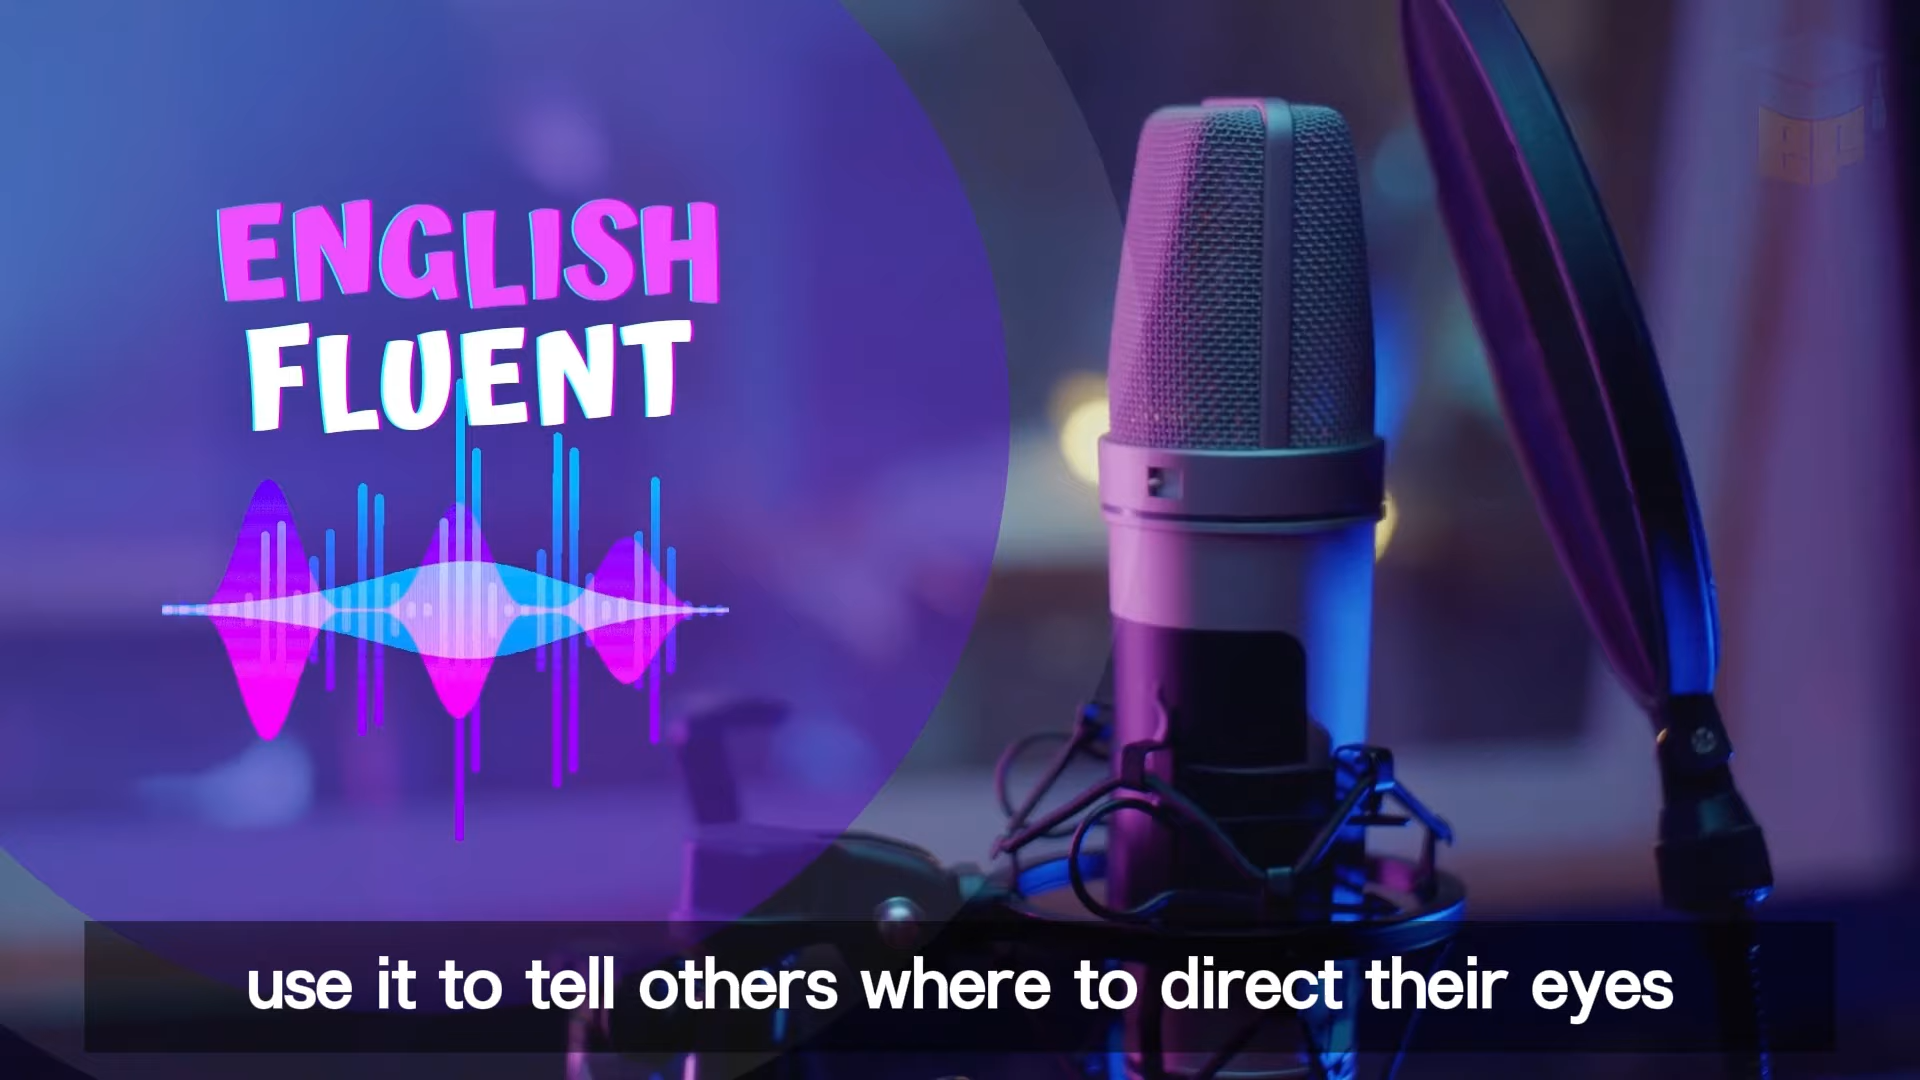 ENGLISH
FLUENT
use it to tell others where to direct their eyes